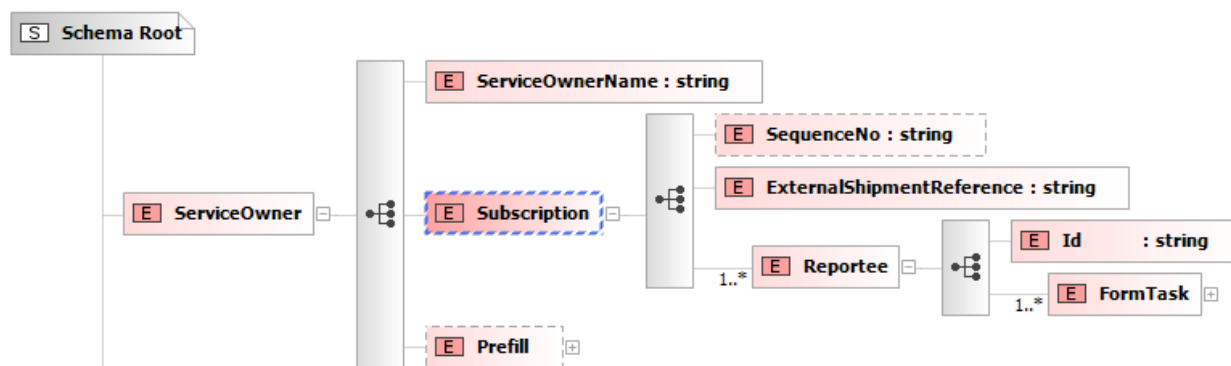 S Schema Root
E ServiceOwnerName : string
E SequenceNo : string
E ExternalShipmentReference : string
E ServiceOwner
E Subscription
E Id : string
1..* E Reportee
1..* E FormTask
E Prefill